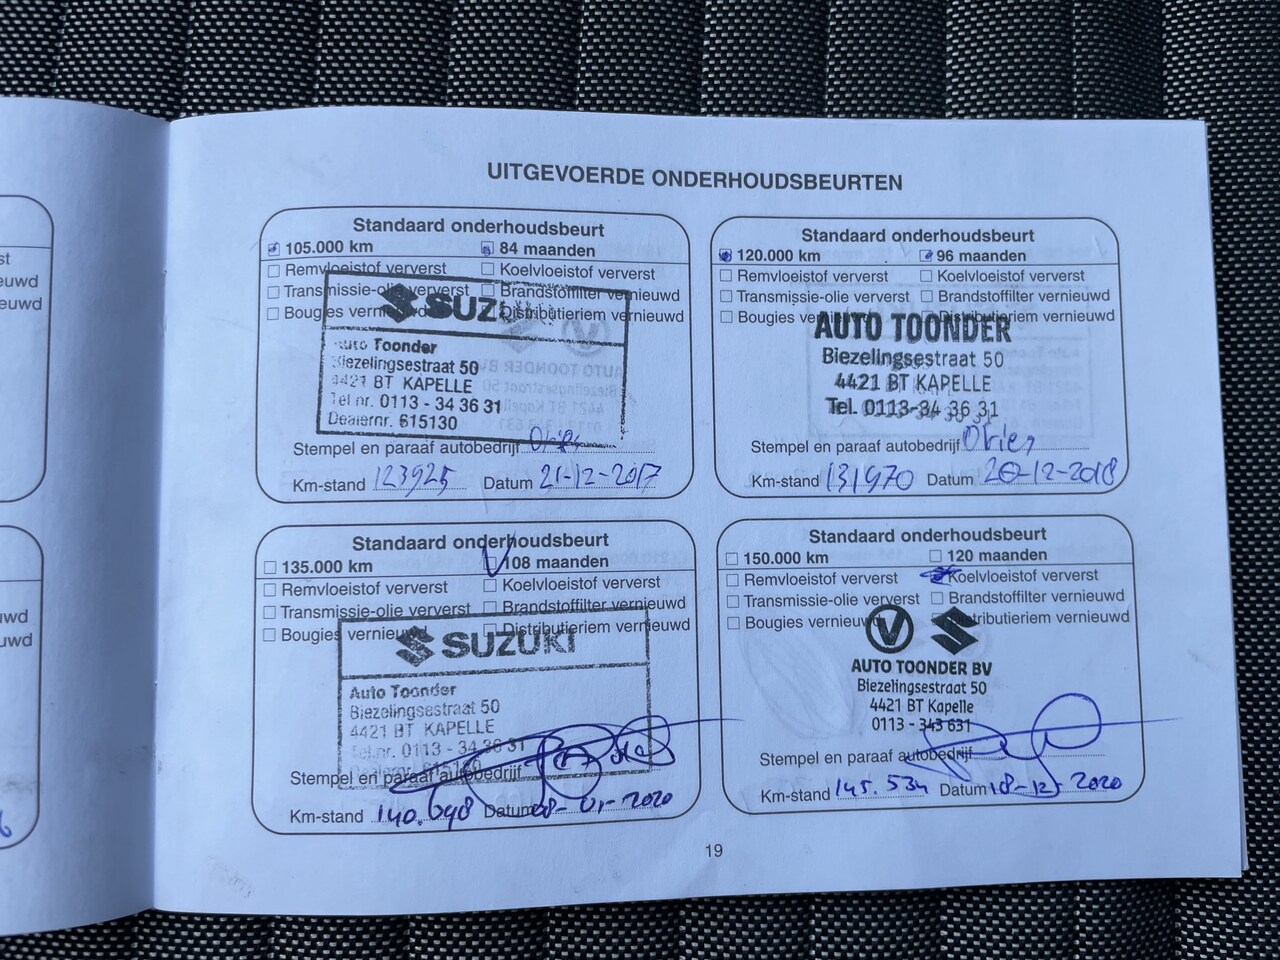 UITGEVOERDE ONDERHOUDSBEURTEN
Standaard onderhoudsbeurt
105.000 km 84 maanden
Remvloeistof ververst Koelvloeistof ververst
Transmissie-olie ververst Brandstoffilter vernieuwd
Bougies vernieuwd Distributieriem vernieuwd
SUZUKI
Auto Toonder
Biezelingsestraat 50
4421 BT KAPELLE
Tel nr. 0113 - 34 36 31
Dealernr. 615130
Stempel en paraaf autobedrijf
Km-stand 123925 Datum 21-12-2017
Standaard onderhoudsbeurt
120.000 km 96 maanden
Remvloeistof ververst Koelvloeistof ververst
Transmissie-olie ververst Brandstoffilter vernieuwd
Bougies vernieuwd Distributieriem vernieuwd
AUTO TOONDER
Biezelingsestraat 50
4421 BT KAPELLE
Tel. 0113-34 36 31
Stempel en paraaf autobedrijf
Km-stand 131970 Datum 20-12-2018
Standaard onderhoudsbeurt
135.000 km 108 maanden
Remvloeistof ververst Koelvloeistof ververst
Transmissie-olie ververst Brandstoffilter vernieuwd
Bougies vernieuwd Distributieriem vernieuwd
SUZUKI
Auto Toonder
Biezelingsestraat 50
4421 BT KAPELLE
Tel.nr. 0113 - 34 36 31
615130
Stempel en paraaf autobedrijf
Km-stand 140.698 Datum 08-01-2020
Standaard onderhoudsbeurt
150.000 km 120 maanden
Remvloeistof ververst Koelvloeistof ververst
Transmissie-olie ververst Brandstoffilter vernieuwd
Bougies vernieuwd Distributieriem vernieuwd
AUTO TOONDER BV
Biezelingsestraat 50
4421 BT Kapelle
0113 - 343 631
Stempel en paraaf autobedrijf
Km-stand 145.534 Datum 18-12-2020
19